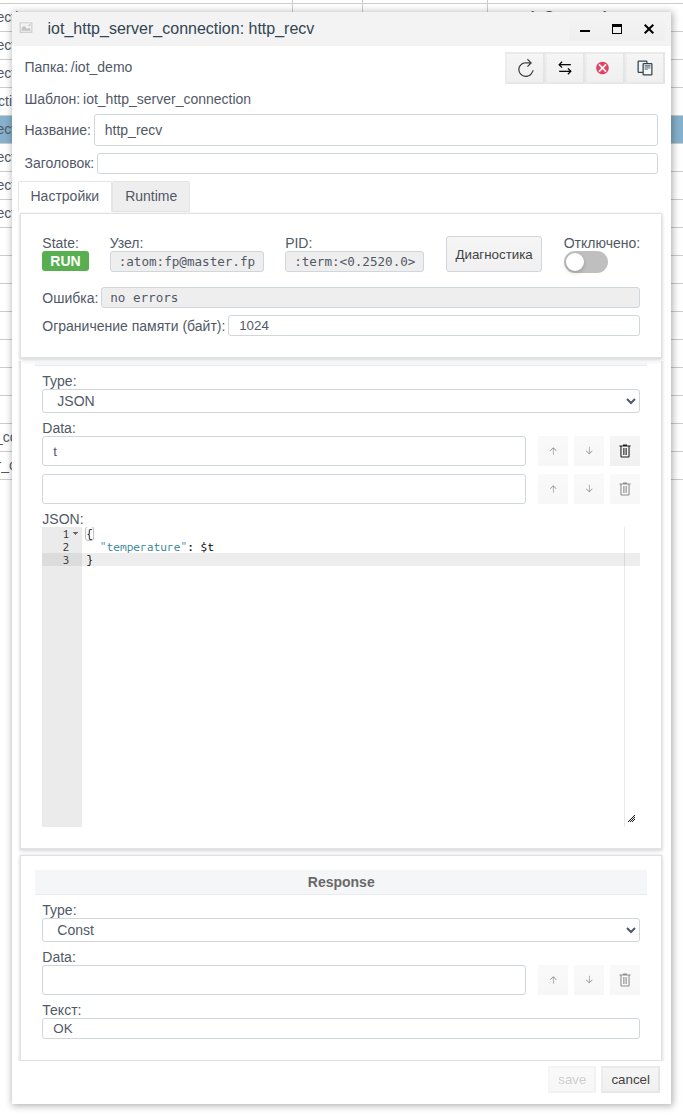 iot_http_server_connection: http_recv
Папка: /iot_demo
Шаблон: iot_http_server_connection
Название: http_recv
Заголовок:
Настройки Runtime
State: Узел: PID: Отключено:
RUN :atom:fp@master.fp :term:<0.2520.0> Диагностика
Ошибка: no errors
Ограничение памяти (байт): 1024
Type:
JSON
Data:
t
JSON:
1 {
2 "temperature": $t
3 }
Response
Type:
Const
Data:
Текст:
OK
save cancel